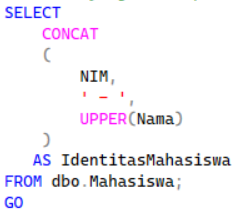 SELECT
CONCAT
(
NIM,
' - ',
UPPER(Nama)
)
AS IdentitasMahasiswa
FROM dbo.Mahasiswa;
GO